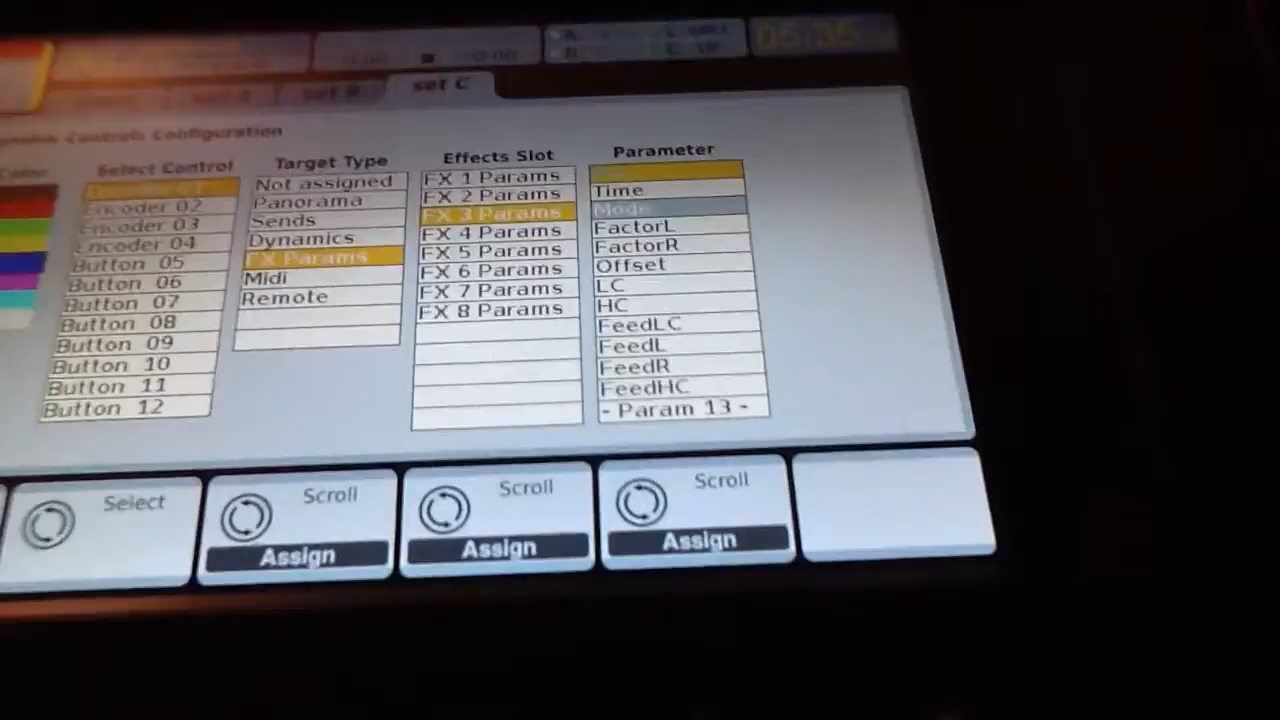 set B
set C
Controls Configuration
Color
Select Control
Target Type
Effects Slot
Parameter
Encoder 02
Encoder 03
Encoder 04
Button 05
Button 06
Button 07
Button 08
Button 09
Button 10
Button 11
Button 12
Not assigned
Panorama
Sends
Dynamics
FX Params
Midi
Remote
FX 1 Params
FX 2 Params
FX 3 Params
FX 4 Params
FX 5 Params
FX 6 Params
FX 7 Params
FX 8 Params
Time
Mode
FactorL
FactorR
Offset
LC
HC
FeedLC
FeedL
FeedR
FeedHC
- Param 13 -
Select
Scroll
Assign
Scroll
Assign
Scroll
Assign